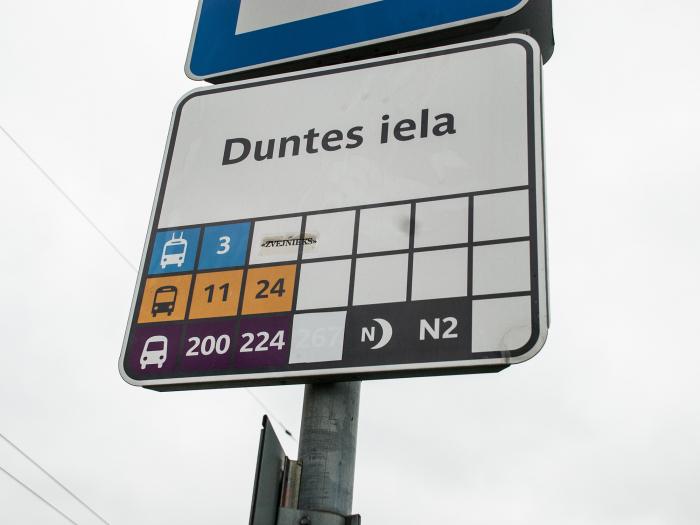 Duntes iela
3 «ZVEJNIEKS»
11 24
200 224 267 N N2